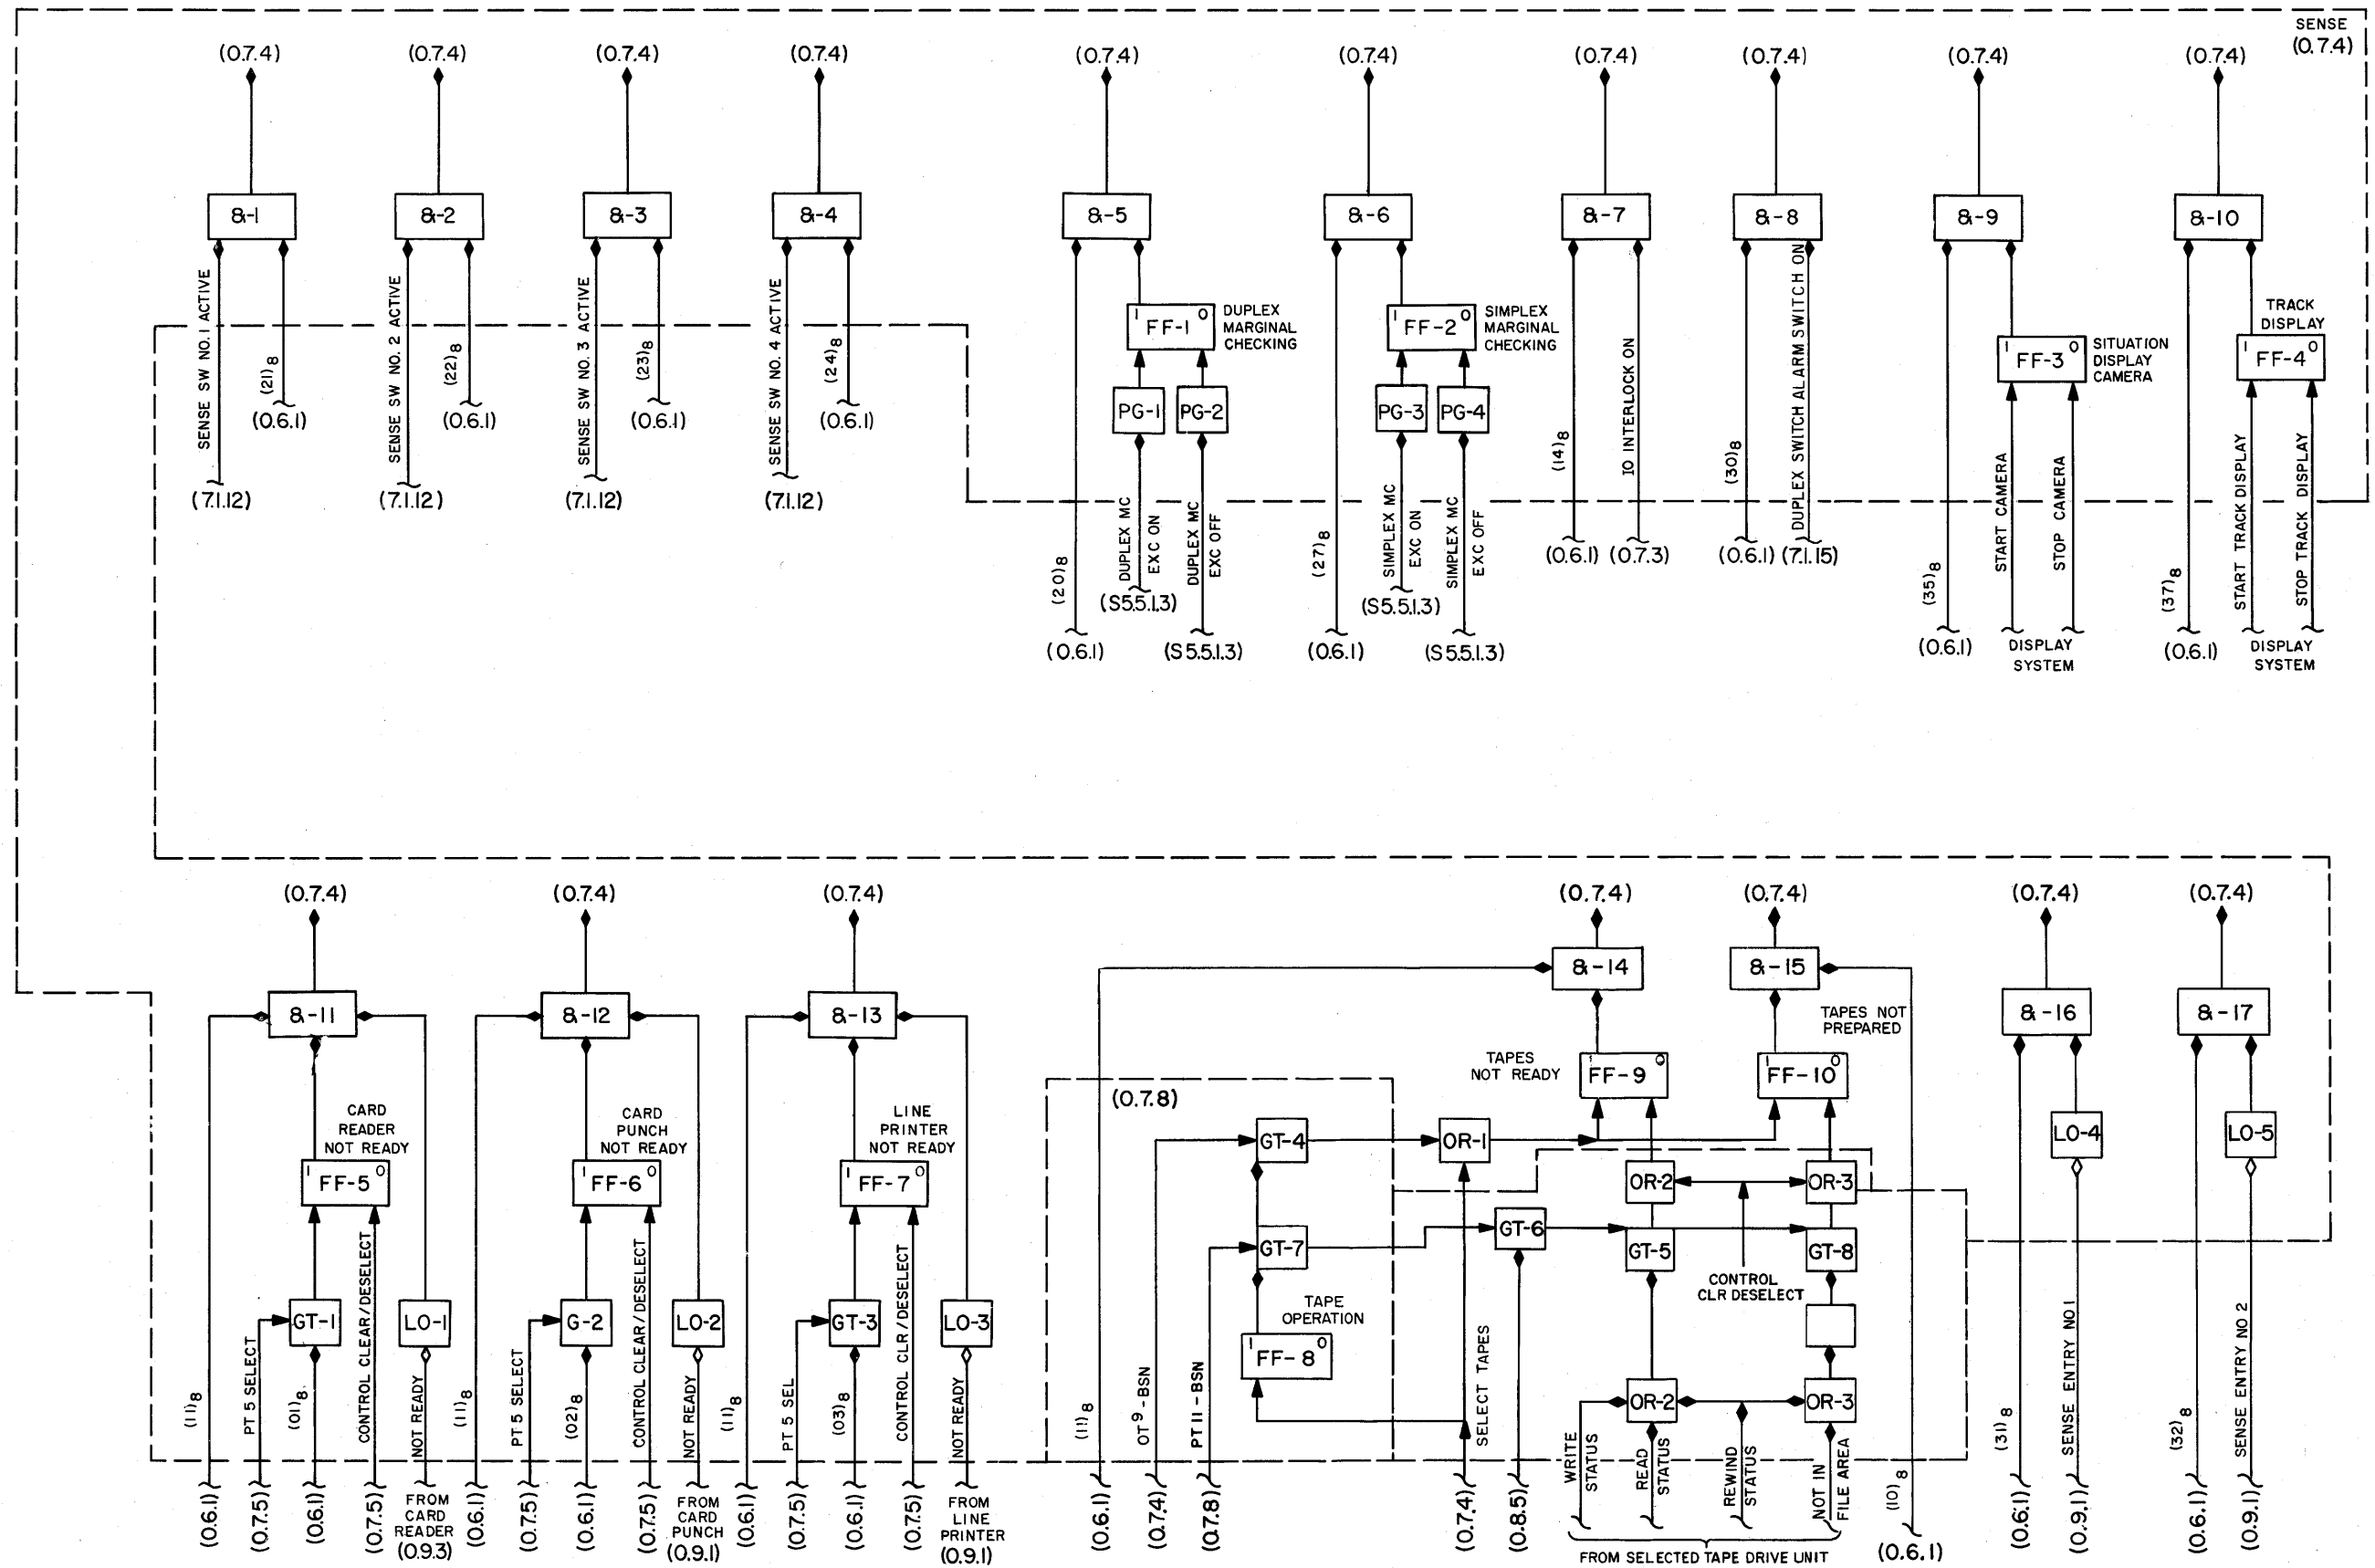 SENSE
(0.7.4)
(0.7.4) (0.7.4) (0.7.4) (0.7.4) (0.7.4) (0.7.4) (0.7.4) (0.7.4) (0.7.4) (0.7.4)
&-1 &-2 &-3 &-4 &-5 &-6 &-7 &-8 &-9 &-10
SENSE SW NO. 1 ACTIVE
(21)8
(0.6.1)
(7.1.12)
SENSE SW NO. 2 ACTIVE
(22)8
(0.6.1)
(7.1.12)
SENSE SW NO. 3 ACTIVE
(23)8
(0.6.1)
(7.1.12)
SENSE SW NO. 4 ACTIVE
(24)8
(0.6.1)
(7.1.12)
1 FF-1 0
DUPLEX
MARGINAL
CHECKING
PG-1 PG-2
(20)8
DUPLEX MC
EXC ON
DUPLEX MC
EXC OFF
(S5.5.1.3)
(0.6.1) (S5.5.1.3)
1 FF-2 0
SIMPLEX
MARGINAL
CHECKING
PG-3 PG-4
(27)8
SIMPLEX MC
EXC ON
SIMPLEX MC
EXC OFF
(S5.5.1.3)
(0.6.1) (S5.5.1.3)
(14)8
IO INTERLOCK ON
(0.6.1) (0.7.3)
(30)8
DUPLEX SWITCH ALARM SWITCH ON
(0.6.1) (7.1.15)
1 FF-3 0
SITUATION
DISPLAY
CAMERA
(35)8
START CAMERA
STOP CAMERA
(0.6.1)
DISPLAY
SYSTEM
TRACK
DISPLAY
1 FF-4 0
(37)8
START TRACK DISPLAY
STOP TRACK DISPLAY
(0.6.1)
DISPLAY
SYSTEM
(0.7.4) (0.7.4) (0.7.4) (0.7.4) (0.7.4) (0.7.4) (0.7.4)
&-11 &-12 &-13 &-14 &-15 &-16 &-17
CARD
READER
NOT READY
1 FF-5 0
GT-1 LO-1
(11)8
PT 5 SELECT
(01)8
CONTROL CLEAR/DESELECT
NOT READY
(0.6.1)
(0.7.5)
(0.6.1)
(0.7.5)
FROM
CARD
READER
(0.9.3)
CARD
PUNCH
NOT READY
1 FF-6 0
G-2 LO-2
(11)8
PT 5 SELECT
(02)8
CONTROL CLEAR/DESELECT
NOT READY
(0.6.1)
(0.7.5)
(0.6.1)
(0.7.5)
FROM
CARD
PUNCH
(0.9.1)
LINE
PRINTER
NOT READY
1 FF-7 0
GT-3 LO-3
(11)8
PT 5 SEL
(03)8
CONTROL CLR/DESELECT
NOT READY
(0.6.1)
(0.7.5)
(0.6.1)
(0.7.5)
FROM
LINE
PRINTER
(0.9.1)
(0.7.8)
GT-4
GT-7
TAPE
OPERATION
1 FF-8 0
(11)8
OT 9-BSN
PT 11-BSN
(0.6.1)
(0.7.4)
(0.7.8)
OR-1
GT-6
SELECT TAPES
(0.7.4)
(0.8.5)
TAPES
NOT READY
1 FF-9 0
TAPES NOT
PREPARED
1 FF-10 0
OR-2 OR-3
GT-5 GT-8
CONTROL
CLR DESELECT
OR-2 OR-3
WRITE
STATUS
READ
STATUS
REWIND
STATUS
NOT IN
FILE AREA
FROM SELECTED TAPE DRIVE UNIT
(10)8
(0.6.1)
LO-4
(31)8
SENSE ENTRY NO 1
(0.6.1)
(0.9.1)
LO-5
(32)8
SENSE ENTRY NO 2
(0.6.1)
(0.9.1)